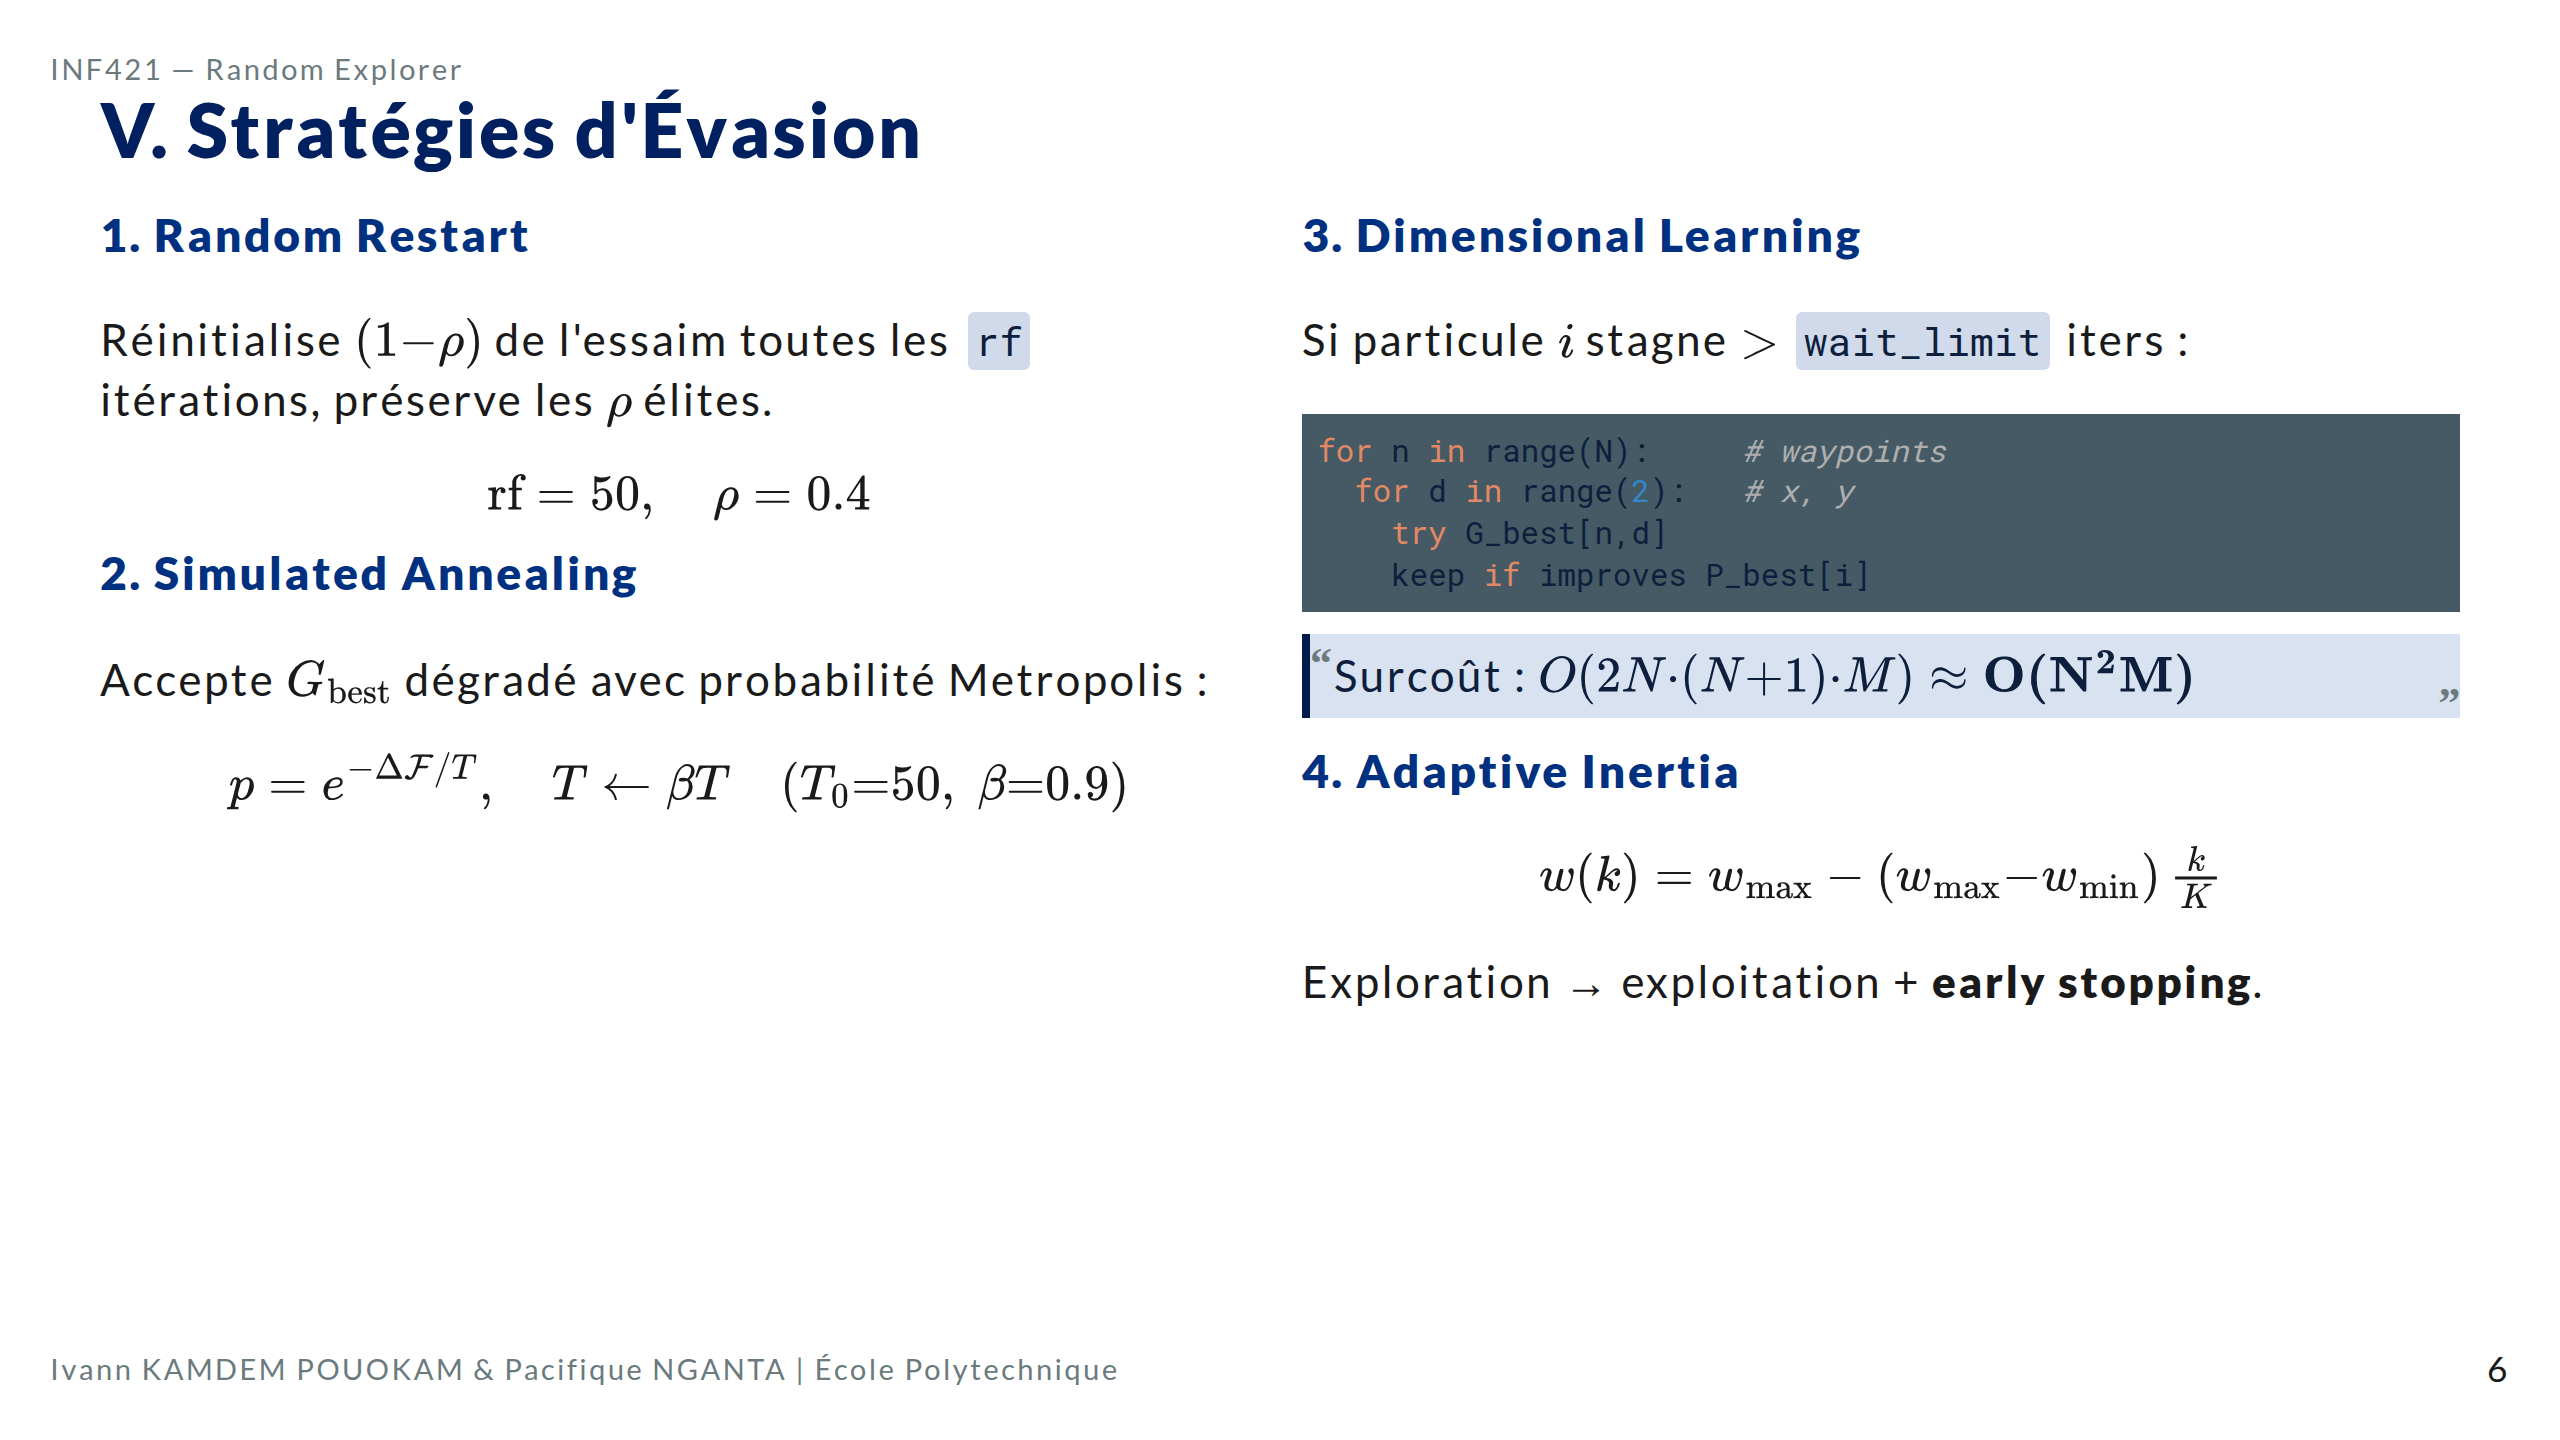 INF421 — Random Explorer
V. Stratégies d'Évasion
1. Random Restart
Réinitialise (1−ρ) de l'essaim toutes les rf
itérations, préserve les ρ élites.
rf = 50, ρ = 0.4
2. Simulated Annealing
Accepte G_best dégradé avec probabilité Metropolis :
p = e^{−Δℱ/T}, T ← βT (T₀=50, β=0.9)
3. Dimensional Learning
Si particule i stagne > wait_limit iters :
for n in range(N): # waypoints
for d in range(2): # x, y
try G_best[n,d]
keep if improves P_best[i]
“Surcoût : O(2N·(N+1)·M) ≈ O(N²M)”
4. Adaptive Inertia
w(k) = w_max − (w_max−w_min) k/K
Exploration → exploitation + early stopping.
Ivann KAMDEM POUOKAM & Pacifique NGANTA | École Polytechnique
6